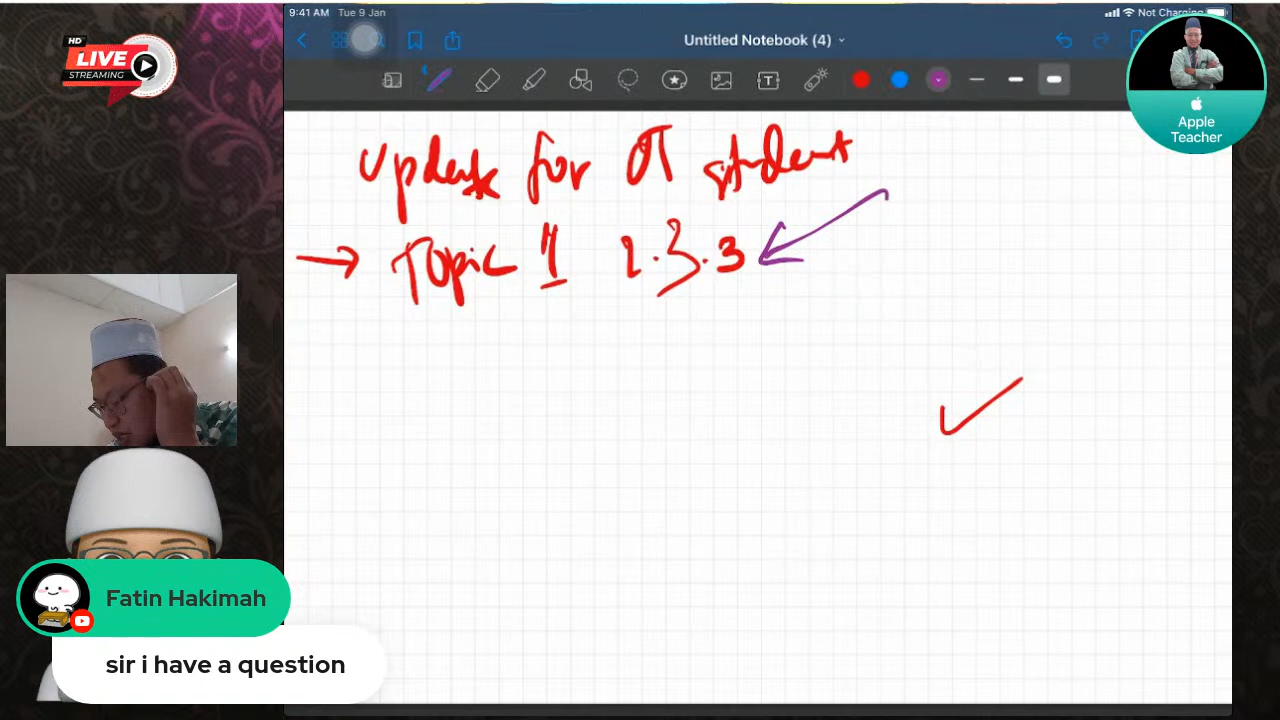 9:41 AM Tue 9 Jan
Not Charging
HD
LIVE
STREAMING
Untitled Notebook (4)
T
Apple
Teacher
Update for student
→ Topic 1 1.3.3
Fatin Hakimah
sir i have a question